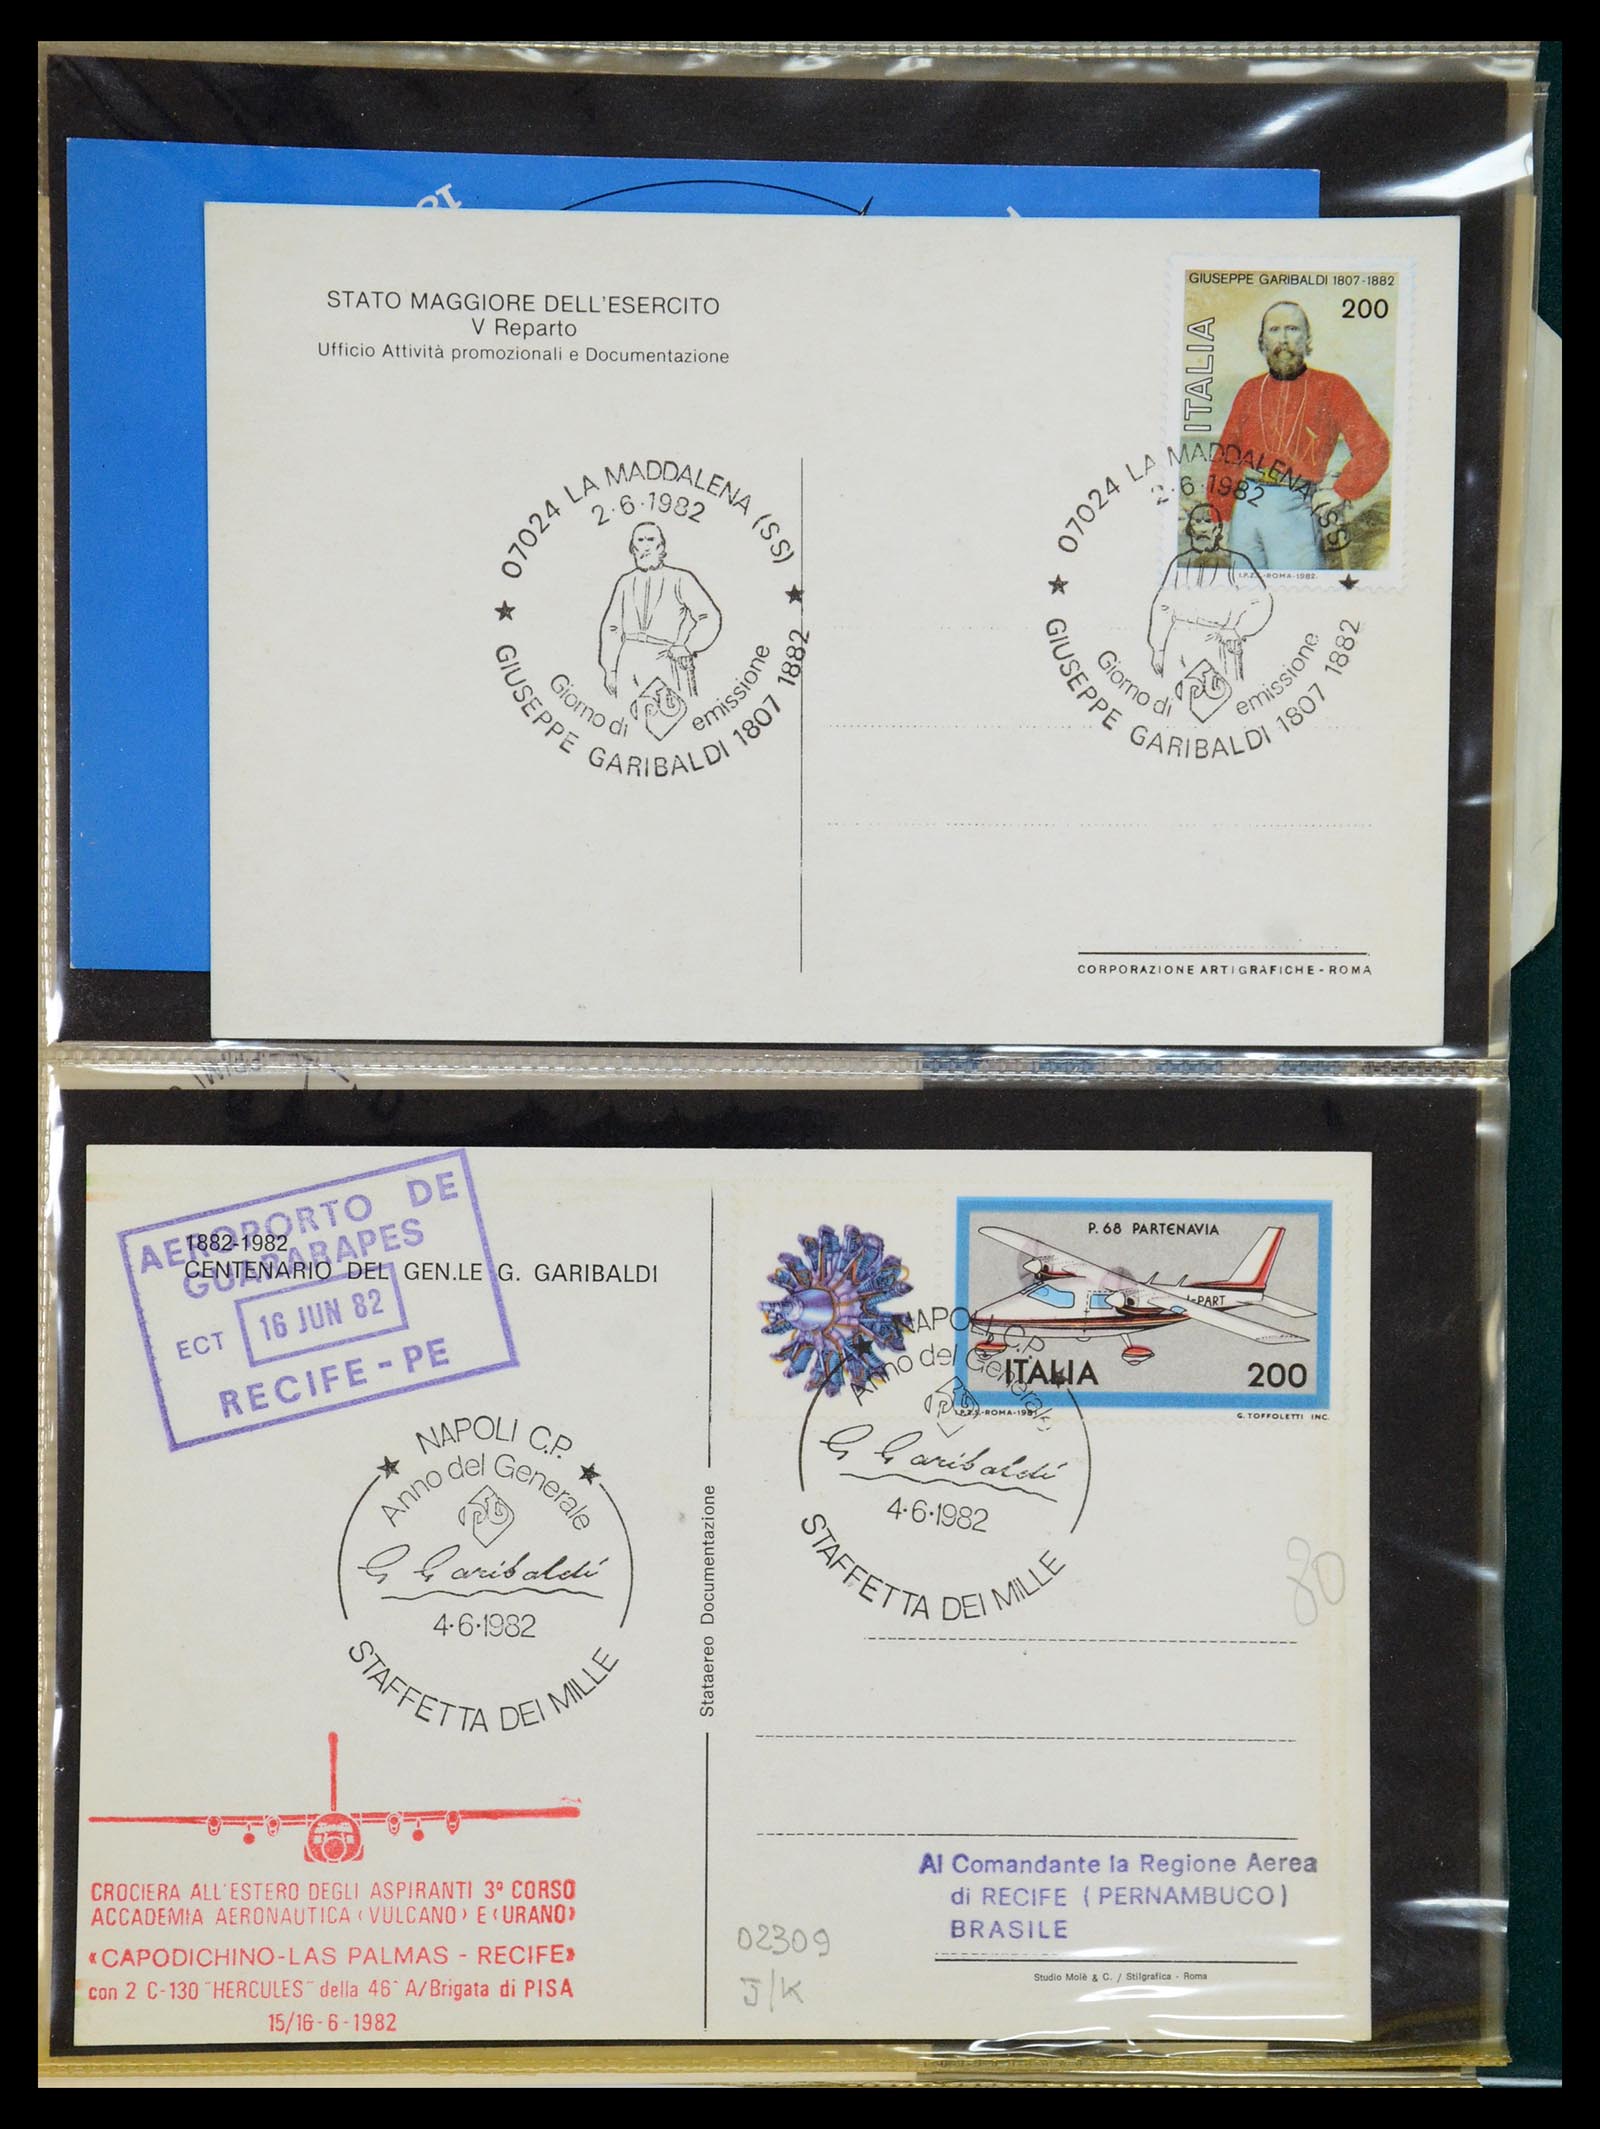 STATO MAGGIORE DELL'ESERCITO
V Reparto
Ufficio Attività promozionali e Documentazione
GIUSEPPE GARIBALDI 1807-1882
200
ITALIA
I.P.Z.S.-ROMA-1982
07024 LA MADDALENA (SS)
2·6·1982
Giorno di emissione
GIUSEPPE GARIBALDI 1807 1882
07024 LA MADDALENA (SS)
2·6·1982
Giorno di emissione
GIUSEPPE GARIBALDI 1807 1882
CORPORAZIONE ARTIGRAFICHE - ROMA
AEROPORTO DE
GUARARAPES
ECT 16 JUN 82
RECIFE - PE
1882-1982
CENTENARIO DEL GEN.LE G. GARIBALDI
P. 68 PARTENAVIA
I-PART
ITALIA 200
I.P.Z.S.-ROMA-1981 G. TOFFOLETTI INC.
NAPOLI C.P.
Anno del Generale
G Garibaldi
4·6·1982
STAFFETTA DEI MILLE
NAPOLI C.P.
Anno del Generale
G Garibaldi
4·6·1982
STAFFETTA DEI MILLE
Stataereo Documentazione
80
CROCIERA ALL'ESTERO DEGLI ASPIRANTI 3° CORSO
ACCADEMIA AERONAUTICA ‹VULCANO› E ‹URANO›
«CAPODICHINO-LAS PALMAS - RECIFE»
con 2 C-130 "HERCULES" della 46ª A/Brigata di PISA
15/16-6-1982
Al Comandante la Regione Aerea
di RECIFE (PERNAMBUCO)
BRASILE
02309
J/K
Studio Molè & C. / Stilgrafica - Roma